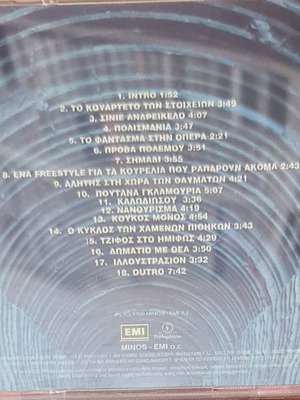 1. INTRO 1:52
2. ΤΟ ΚΟΥΑΡΤΕΤΟ ΤΩΝ ΣΤΟΙΧΕΙΩΝ 3:49
3. ΣΙΝΙΕ ΑΝΑΡΕΙΚΕΛΟ 4:07
4. ΠΟΛΙΣΜΑΝΙΑ 3:47
5. ΤΟ ΦΑΝΤΑΣΜΑ ΣΤΗΝ ΟΠΕΡΑ 2:21
6. ΠΡΟΒΑ ΠΟΛΕΜΟΥ 3:31
7. ΣΗΜΑΔΙ 3:55
8. ΕΝΑ FREESTYLE ΓΙΑ ΤΑ ΚΟΥΡΕΛΙΑ ΠΟΥ ΡΑΠΑΡΟΥΝ ΑΚΟΜΑ 2:33
9. ΑΛΗΤΗΣ ΣΤΗ ΧΩΡΑ ΤΩΝ ΘΑΥΜΑΤΩΝ 4:21
10. ΠΟΥΤΑΝΑ ΓΚΛΑΜΟΥΡΙΑ 5:07
11. ΚΑΛΩΔΙΩΣΟΥ 3:36
12. ΝΑΝΟΥΡΙΣΜΑ 4:19
13. ΚΟΥΚΟΣ ΜΟΝΟΣ 4:54
14. Ο ΚΥΚΛΟΣ ΤΩΝ ΧΑΜΕΝΩΝ ΠΙΘΗΚΩΝ 3:43
15. ΤΖΙΦΟΣ ΣΤΟ ΗΜΙΦΩΣ 4:29
16. ΔΩΜΑΤΙΟ ΜΕ ΘΕΑ 3:50
17. ΙΛΛΟΥΣΤΡΑΣΙΟΝ 3:32
18. OUTRO 7:42
EMI Parlophone
MINOS - EMI a.e.